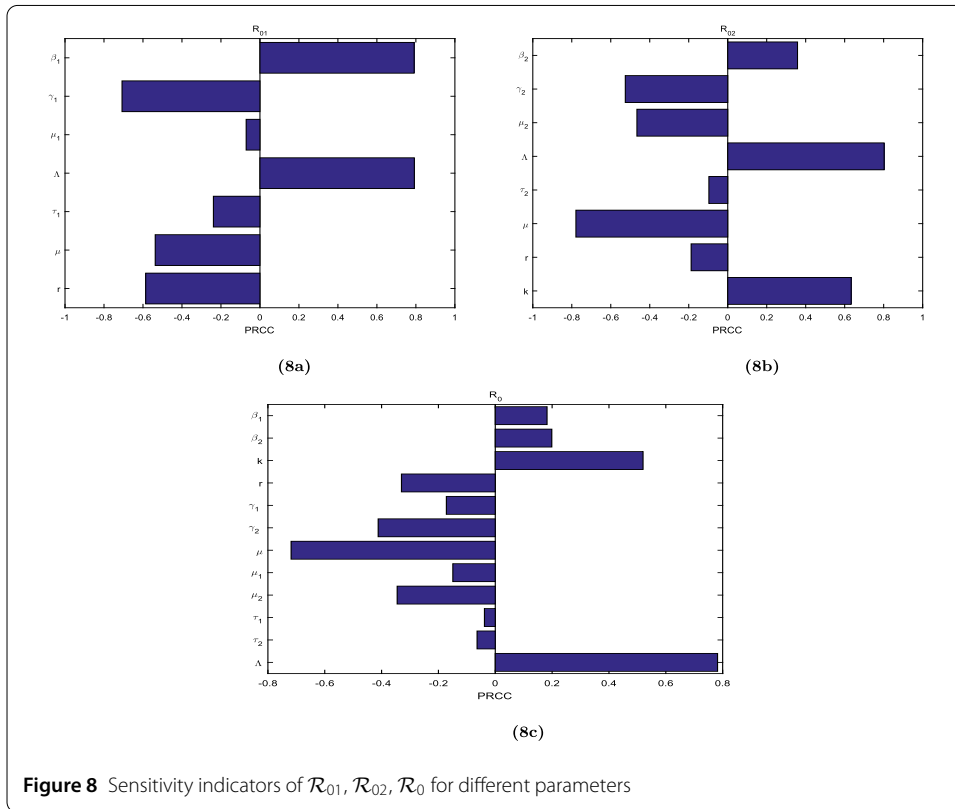 R₀₁
β₁
γ₁
μ₁
Λ
τ₁
μ
r
-1 -0.8 -0.6 -0.4 -0.2 0 0.2 0.4 0.6 0.8 1
PRCC
(8a)
R₀₂
β₂
γ₂
μ₂
Λ
τ₂
μ
r
k
-1 -0.8 -0.6 -0.4 -0.2 0 0.2 0.4 0.6 0.8 1
PRCC
(8b)
R₀
β₁
β₂
k
r
γ₁
γ₂
μ
μ₁
μ₂
τ₁
τ₂
Λ
-0.8 -0.6 -0.4 -0.2 0 0.2 0.4 0.6 0.8
PRCC
(8c)
Figure 8 Sensitivity indicators of ℛ₀₁, ℛ₀₂, ℛ₀ for different parameters